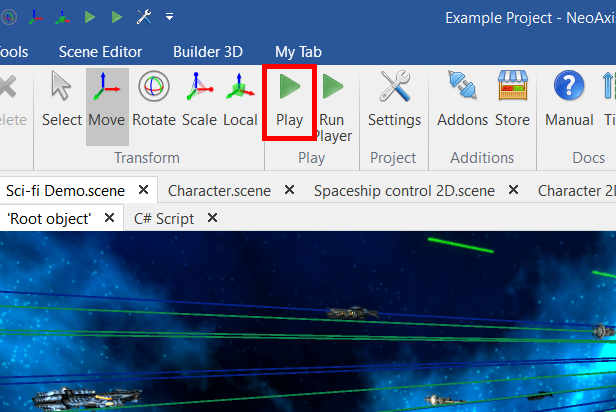 Example Project - NeoAxi
ools Scene Editor Builder 3D My Tab
elete Select Move Rotate Scale Local Play Run Player Settings Addons Store Manual Ti
Transform Play Project Additions Docs
Sci-fi Demo.scene Character.scene Spaceship control 2D.scene Character 2D
'Root object' C# Script